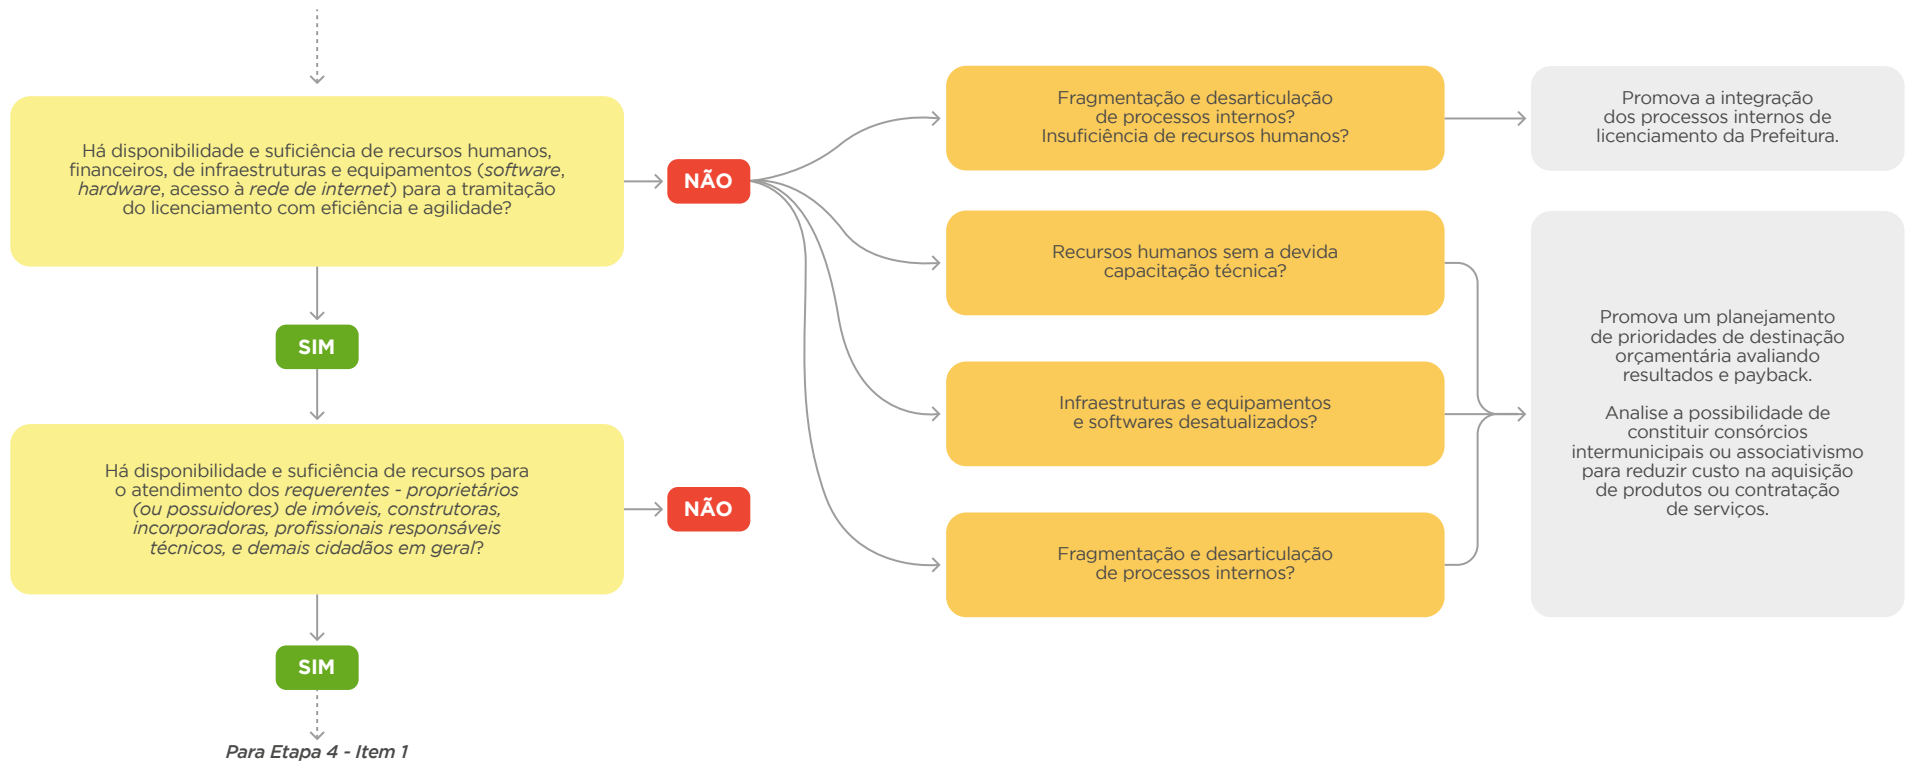 Há disponibilidade e suficiência de recursos humanos,
financeiros, de infraestruturas e equipamentos (software,
hardware, acesso à rede de internet) para a tramitação
do licenciamento com eficiência e agilidade?
NÃO
Fragmentação e desarticulação
de processos internos?
Insuficiência de recursos humanos?
Promova a integração
dos processos internos de
licenciamento da Prefeitura.
Recursos humanos sem a devida
capacitação técnica?
SIM
Infraestruturas e equipamentos
e softwares desatualizados?
Promova um planejamento
de prioridades de destinação
orçamentária avaliando
resultados e payback.
Analise a possibilidade de
constituir consórcios
intermunicipais ou associativismo
para reduzir custo na aquisição
de produtos ou contratação
de serviços.
Há disponibilidade e suficiência de recursos para
o atendimento dos requerentes - proprietários
(ou possuidores) de imóveis, construtoras,
incorporadoras, profissionais responsáveis
técnicos, e demais cidadãos em geral?
NÃO
Fragmentação e desarticulação
de processos internos?
SIM
Para Etapa 4 - Item 1